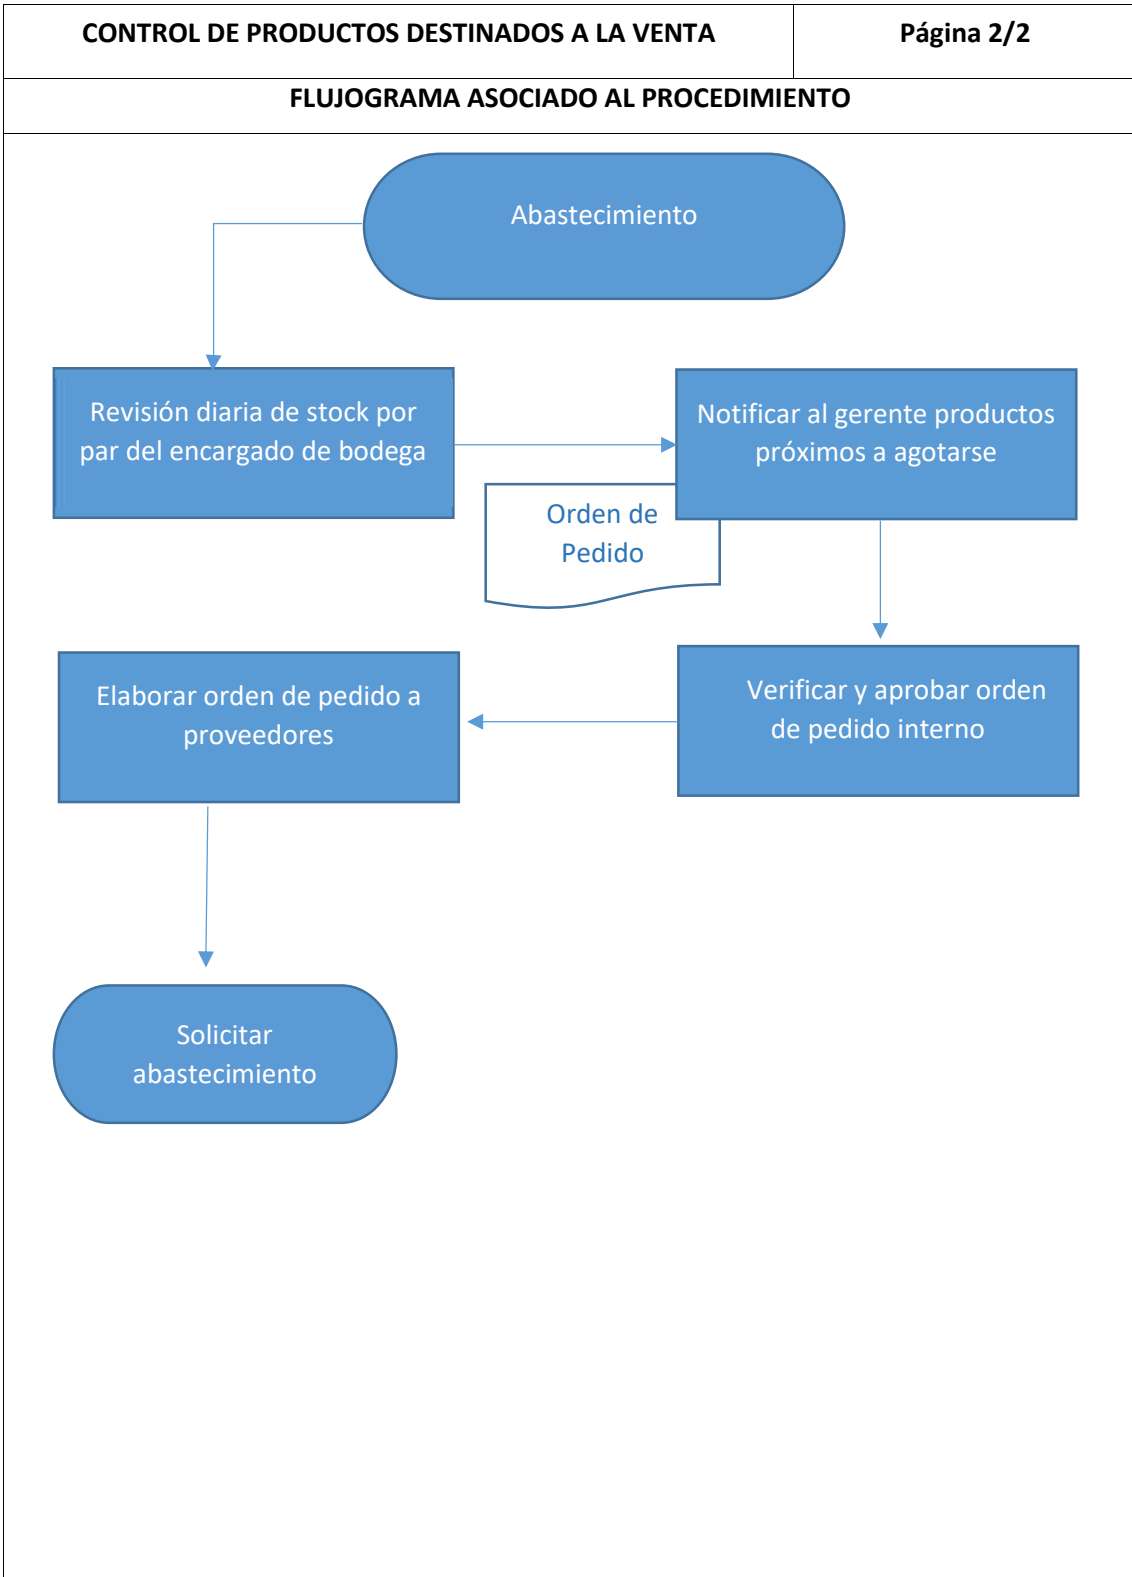 CONTROL DE PRODUCTOS DESTINADOS A LA VENTA
Página 2/2
FLUJOGRAMA ASOCIADO AL PROCEDIMIENTO
Abastecimiento
Revisión diaria de stock por
par del encargado de bodega
Notificar al gerente productos
próximos a agotarse
Orden de
Pedido
Verificar y aprobar orden
de pedido interno
Elaborar orden de pedido a
proveedores
Solicitar
abastecimiento